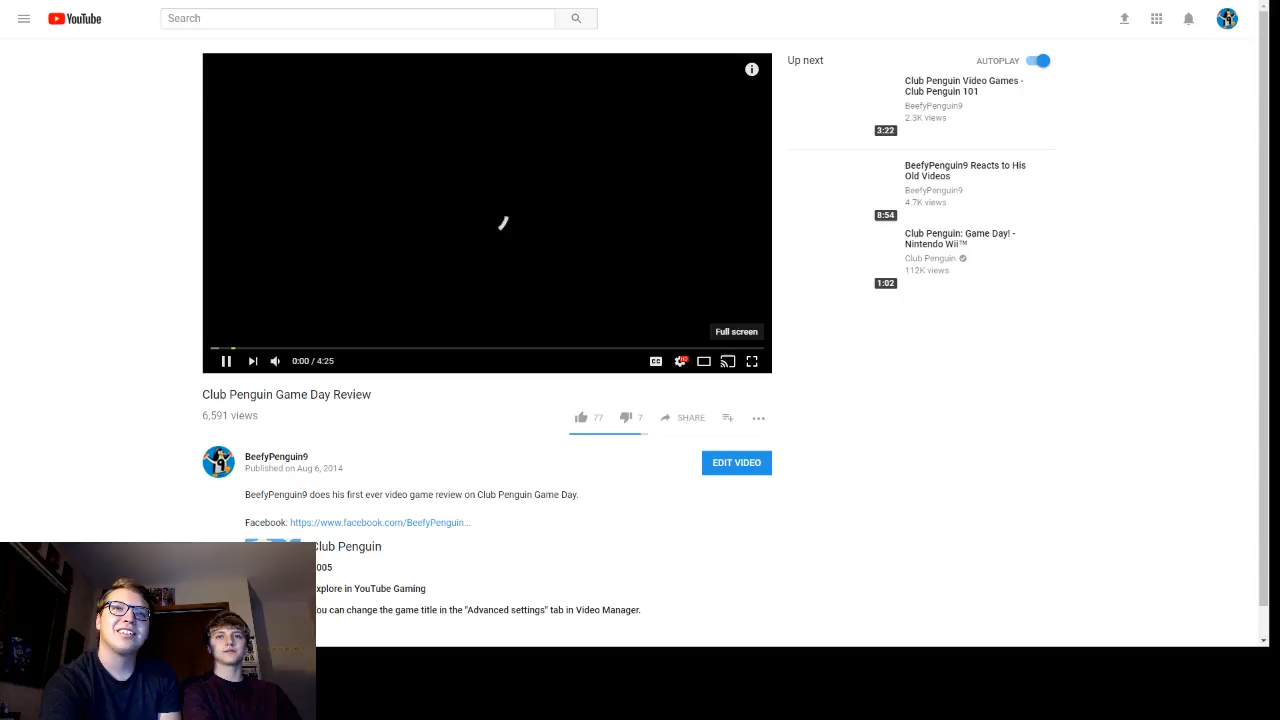 YouTube
Search
Up next
AUTOPLAY
Club Penguin Video Games -
Club Penguin 101
BeefyPenguin9
2.3K views
3:22
BeefyPenguin9 Reacts to His
Old Videos
BeefyPenguin9
4.7K views
8:54
Club Penguin: Game Day! -
Nintendo Wii™
Club Penguin
112K views
1:02
Full screen
0:00 / 4:25
CC
HD
Club Penguin Game Day Review
6,591 views
77
7
SHARE
BeefyPenguin9
Published on Aug 6, 2014
EDIT VIDEO
BeefyPenguin9 does his first ever video game review on Club Penguin Game Day.
Facebook: https://www.facebook.com/BeefyPenguin...
Club Penguin
005
xplore in YouTube Gaming
ou can change the game title in the "Advanced settings" tab in Video Manager.